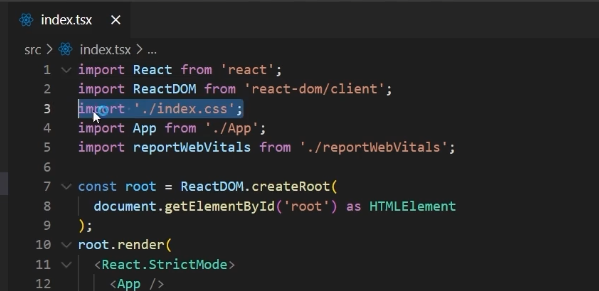 index.tsx ×
src > index.tsx > ...
1 import React from 'react';
2 import ReactDOM from 'react-dom/client';
3 import './index.css';
4 import App from './App';
5 import reportWebVitals from './reportWebVitals';
6
7 const root = ReactDOM.createRoot(
8 document.getElementById('root') as HTMLElement
9 );
10 root.render(
11 <React.StrictMode>
12 <App />